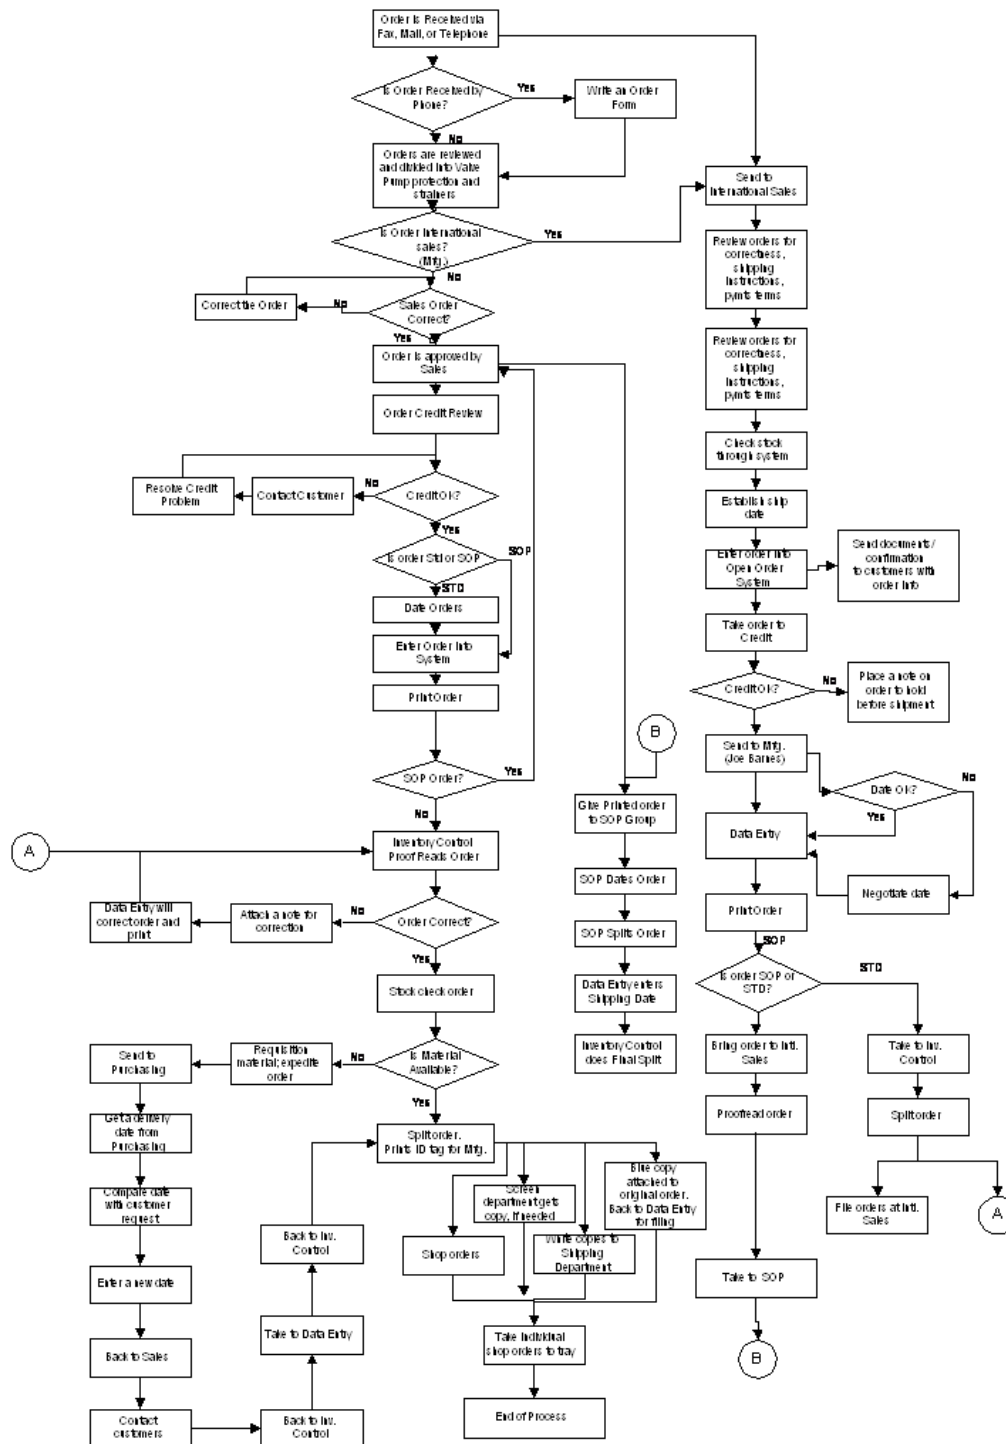 Order is Received via
Fax, Mail, or Telephone
Is Order Received by
Phone?
Yes
Write an Order
Form
No
Orders are reviewed
and divided into Valve
Pump protection and
strainers
Send to
International Sales
Is Order International
sales?
(Mfg.)
Yes
No
Review orders for
correctness,
shipping
instructions,
pymts terms
Correct the Order
No
Sales Order
Correct?
Yes
Order is approved by
Sales
Review orders for
correctness,
shipping
instructions,
pymts terms
Order Credit Review
Check stock
through system
Resolve Credit
Problem
Contact Customer
No
Credit Ok?
Yes
Establish ship
date
Is order Std or SOP
SOP
STD
Enter order into
Open Order
System
Send documents/
confirmation
to customers with
order info
Date Orders
Take order to
Credit
Enter Order into
System
Print Order
Credit Ok?
No
Place a note on
order to hold
before shipment
B
Send to Mfg.
(Joe Barnes)
SOP Order?
Yes
No
Date Ok?
No
Yes
Give Printed order
to SOP Group
Data Entry
A
Inventory Control
Proof Reads Order
SOP Dates Order
Negotiate date
Print Order
Data Entry will
correct order and
print
Attach a note for
correction
No
Order Correct?
Yes
SOP Splits Order
SOP
Is order SOP or
STD?
STD
Stock check order
Data Entry enters
Shipping Date
Send to
Purchasing
Requisition
material; expedite
order
No
Is Material
Available?
Yes
Inventory Control
does Final Split
Bring order to Intl.
Sales
Take to Inv.
Control
Get a delivery
date from
Purchasing
Split order.
Prints ID tag for Mfg.
Proofread order
Split order
Compare date
with customer
request
Back to Inv.
Control
Shop orders
Screen
department gets
copy, if needed
White copies to
Shipping
Department
Blue copy
attached to
original order.
Back to Data Entry
for filing
File orders at Intl.
Sales
A
Enter a new date
Take to SOP
Take to Data Entry
Take individual
shop orders to tray
Back to Sales
B
Contact
customers
Back to Inv.
Control
End of Process